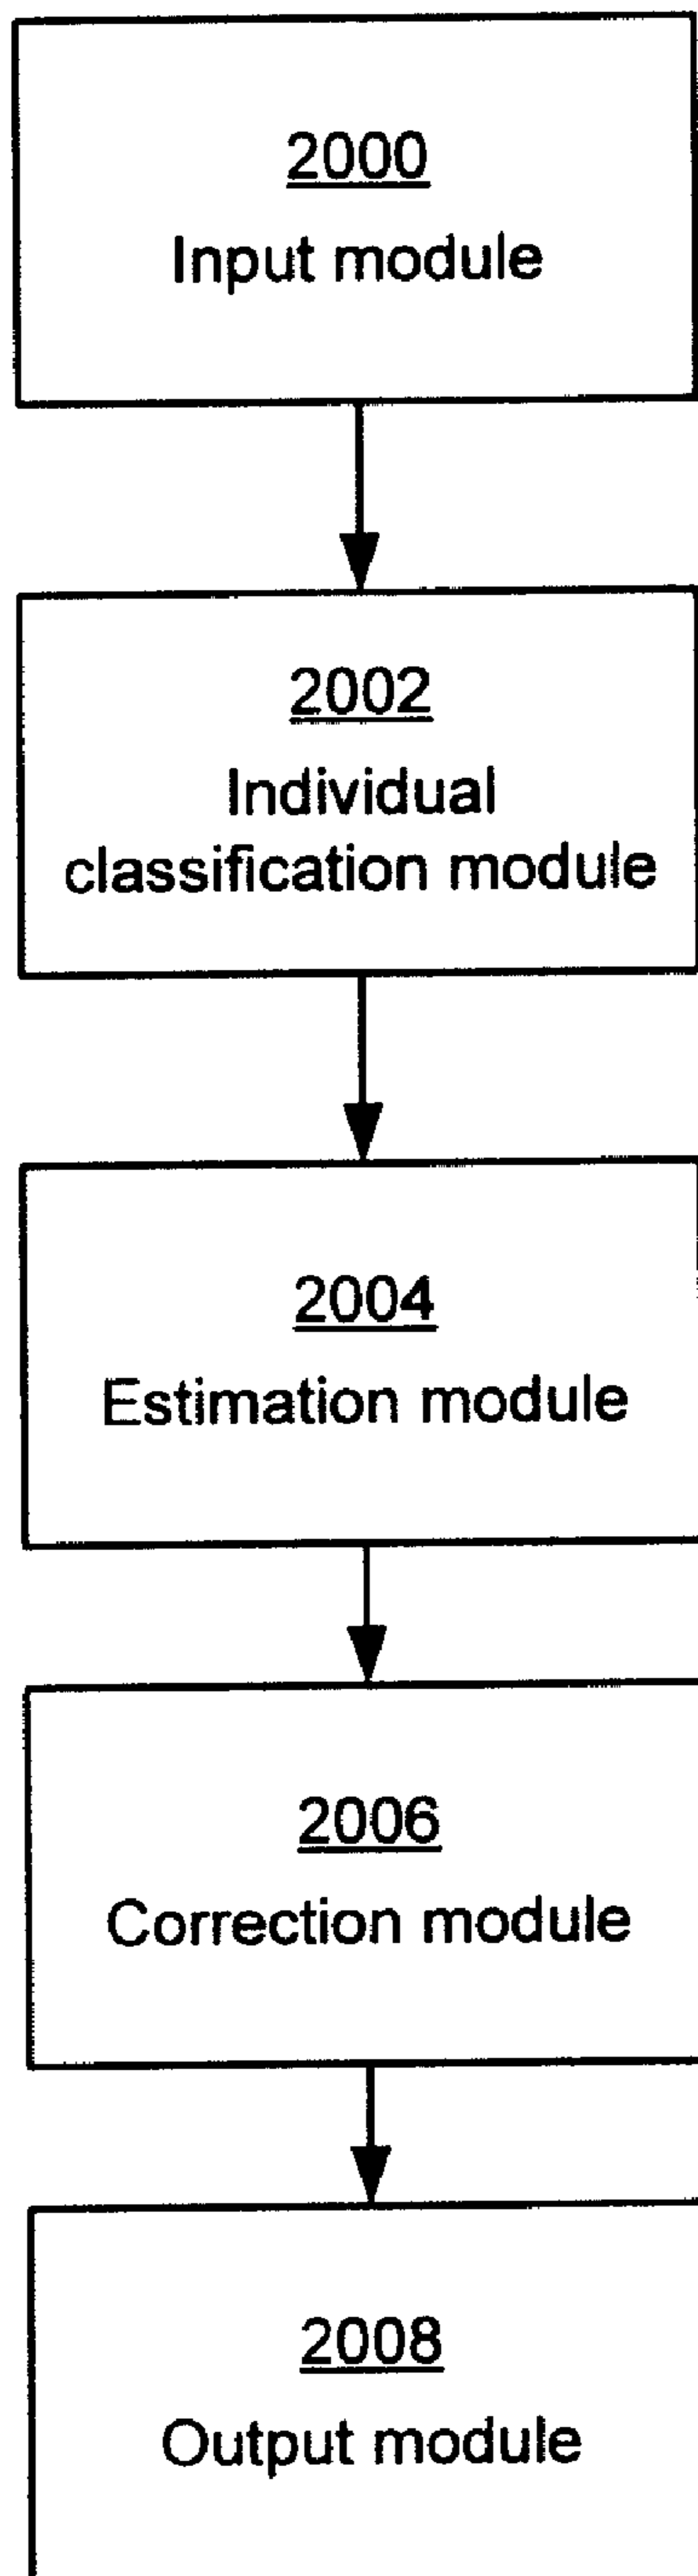 2000
Input module
2002
Individual
classification module
2004
Estimation module
2006
Correction module
2008
Output module